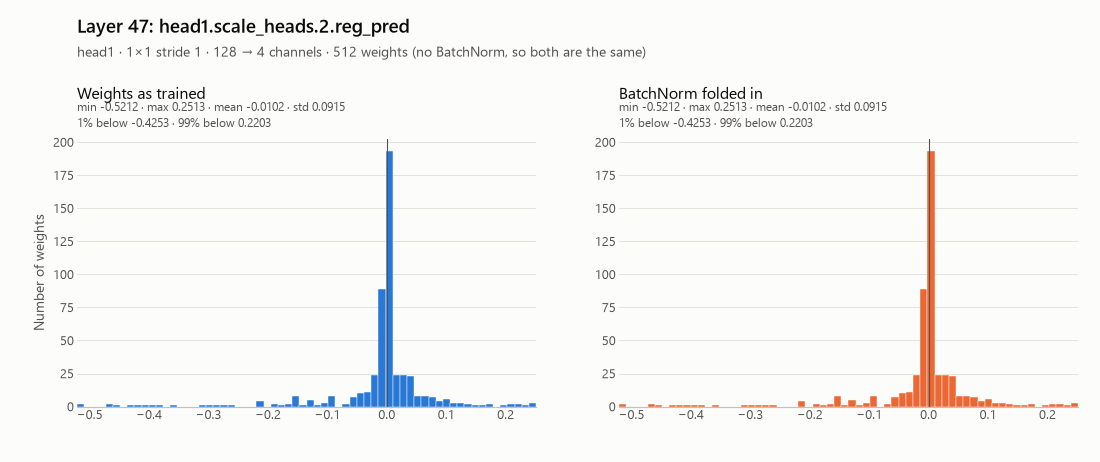 Layer 47: head1.scale_heads.2.reg_pred
head1 · 1×1 stride 1 · 128 → 4 channels · 512 weights (no BatchNorm, so both are the same)
Weights as trained
min -0.5212 · max 0.2513 · mean -0.0102 · std 0.0915
1% below -0.4253 · 99% below 0.2203
200
175
150
125
100
75
50
25
0
Number of weights
−0.5 −0.4 −0.3 −0.2 −0.1 0.0 0.1 0.2
BatchNorm folded in
min -0.5212 · max 0.2513 · mean -0.0102 · std 0.0915
1% below -0.4253 · 99% below 0.2203
200
175
150
125
100
75
50
25
0
−0.5 −0.4 −0.3 −0.2 −0.1 0.0 0.1 0.2